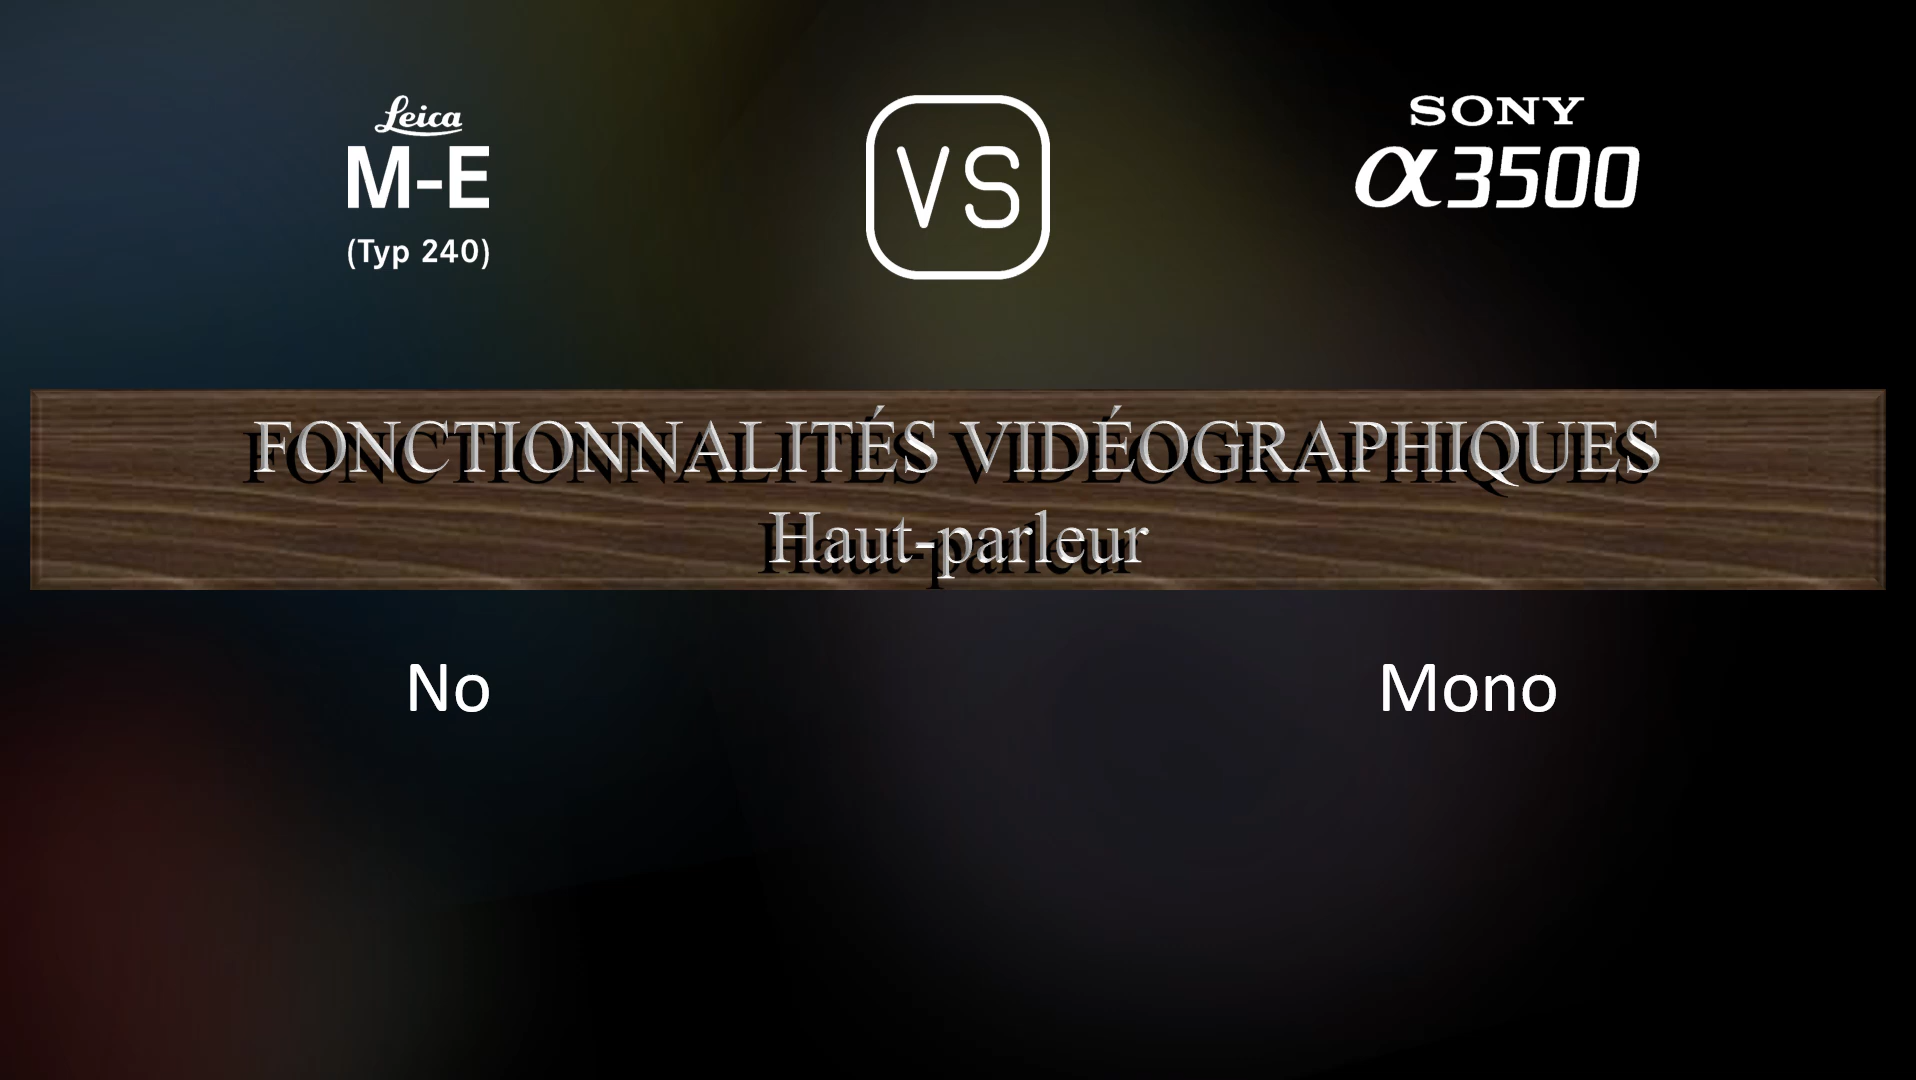 Leica
M-E
(Typ 240)
VS
SONY
α3500
FONCTIONNALITÉS VIDÉOGRAPHIQUES
Haut-parleur
No
Mono